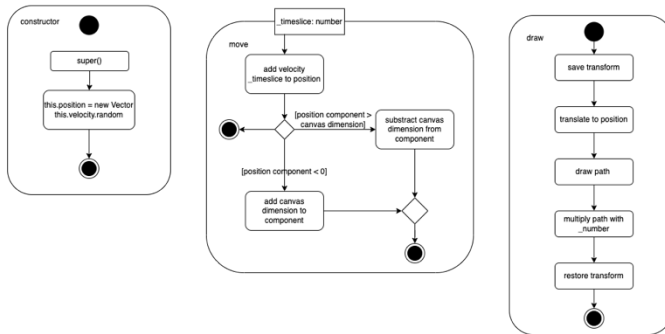 constructor
super()
this.position = new Vector
this.velocity.random
_timeslice: number
move
add velocity
_timeslice to position
[position component >
canvas dimension]
substract canvas
dimension from
component
[position component < 0]
add canvas
dimension to
component
draw
save transform
translate to position
draw path
multiply path with
_number
restore transform